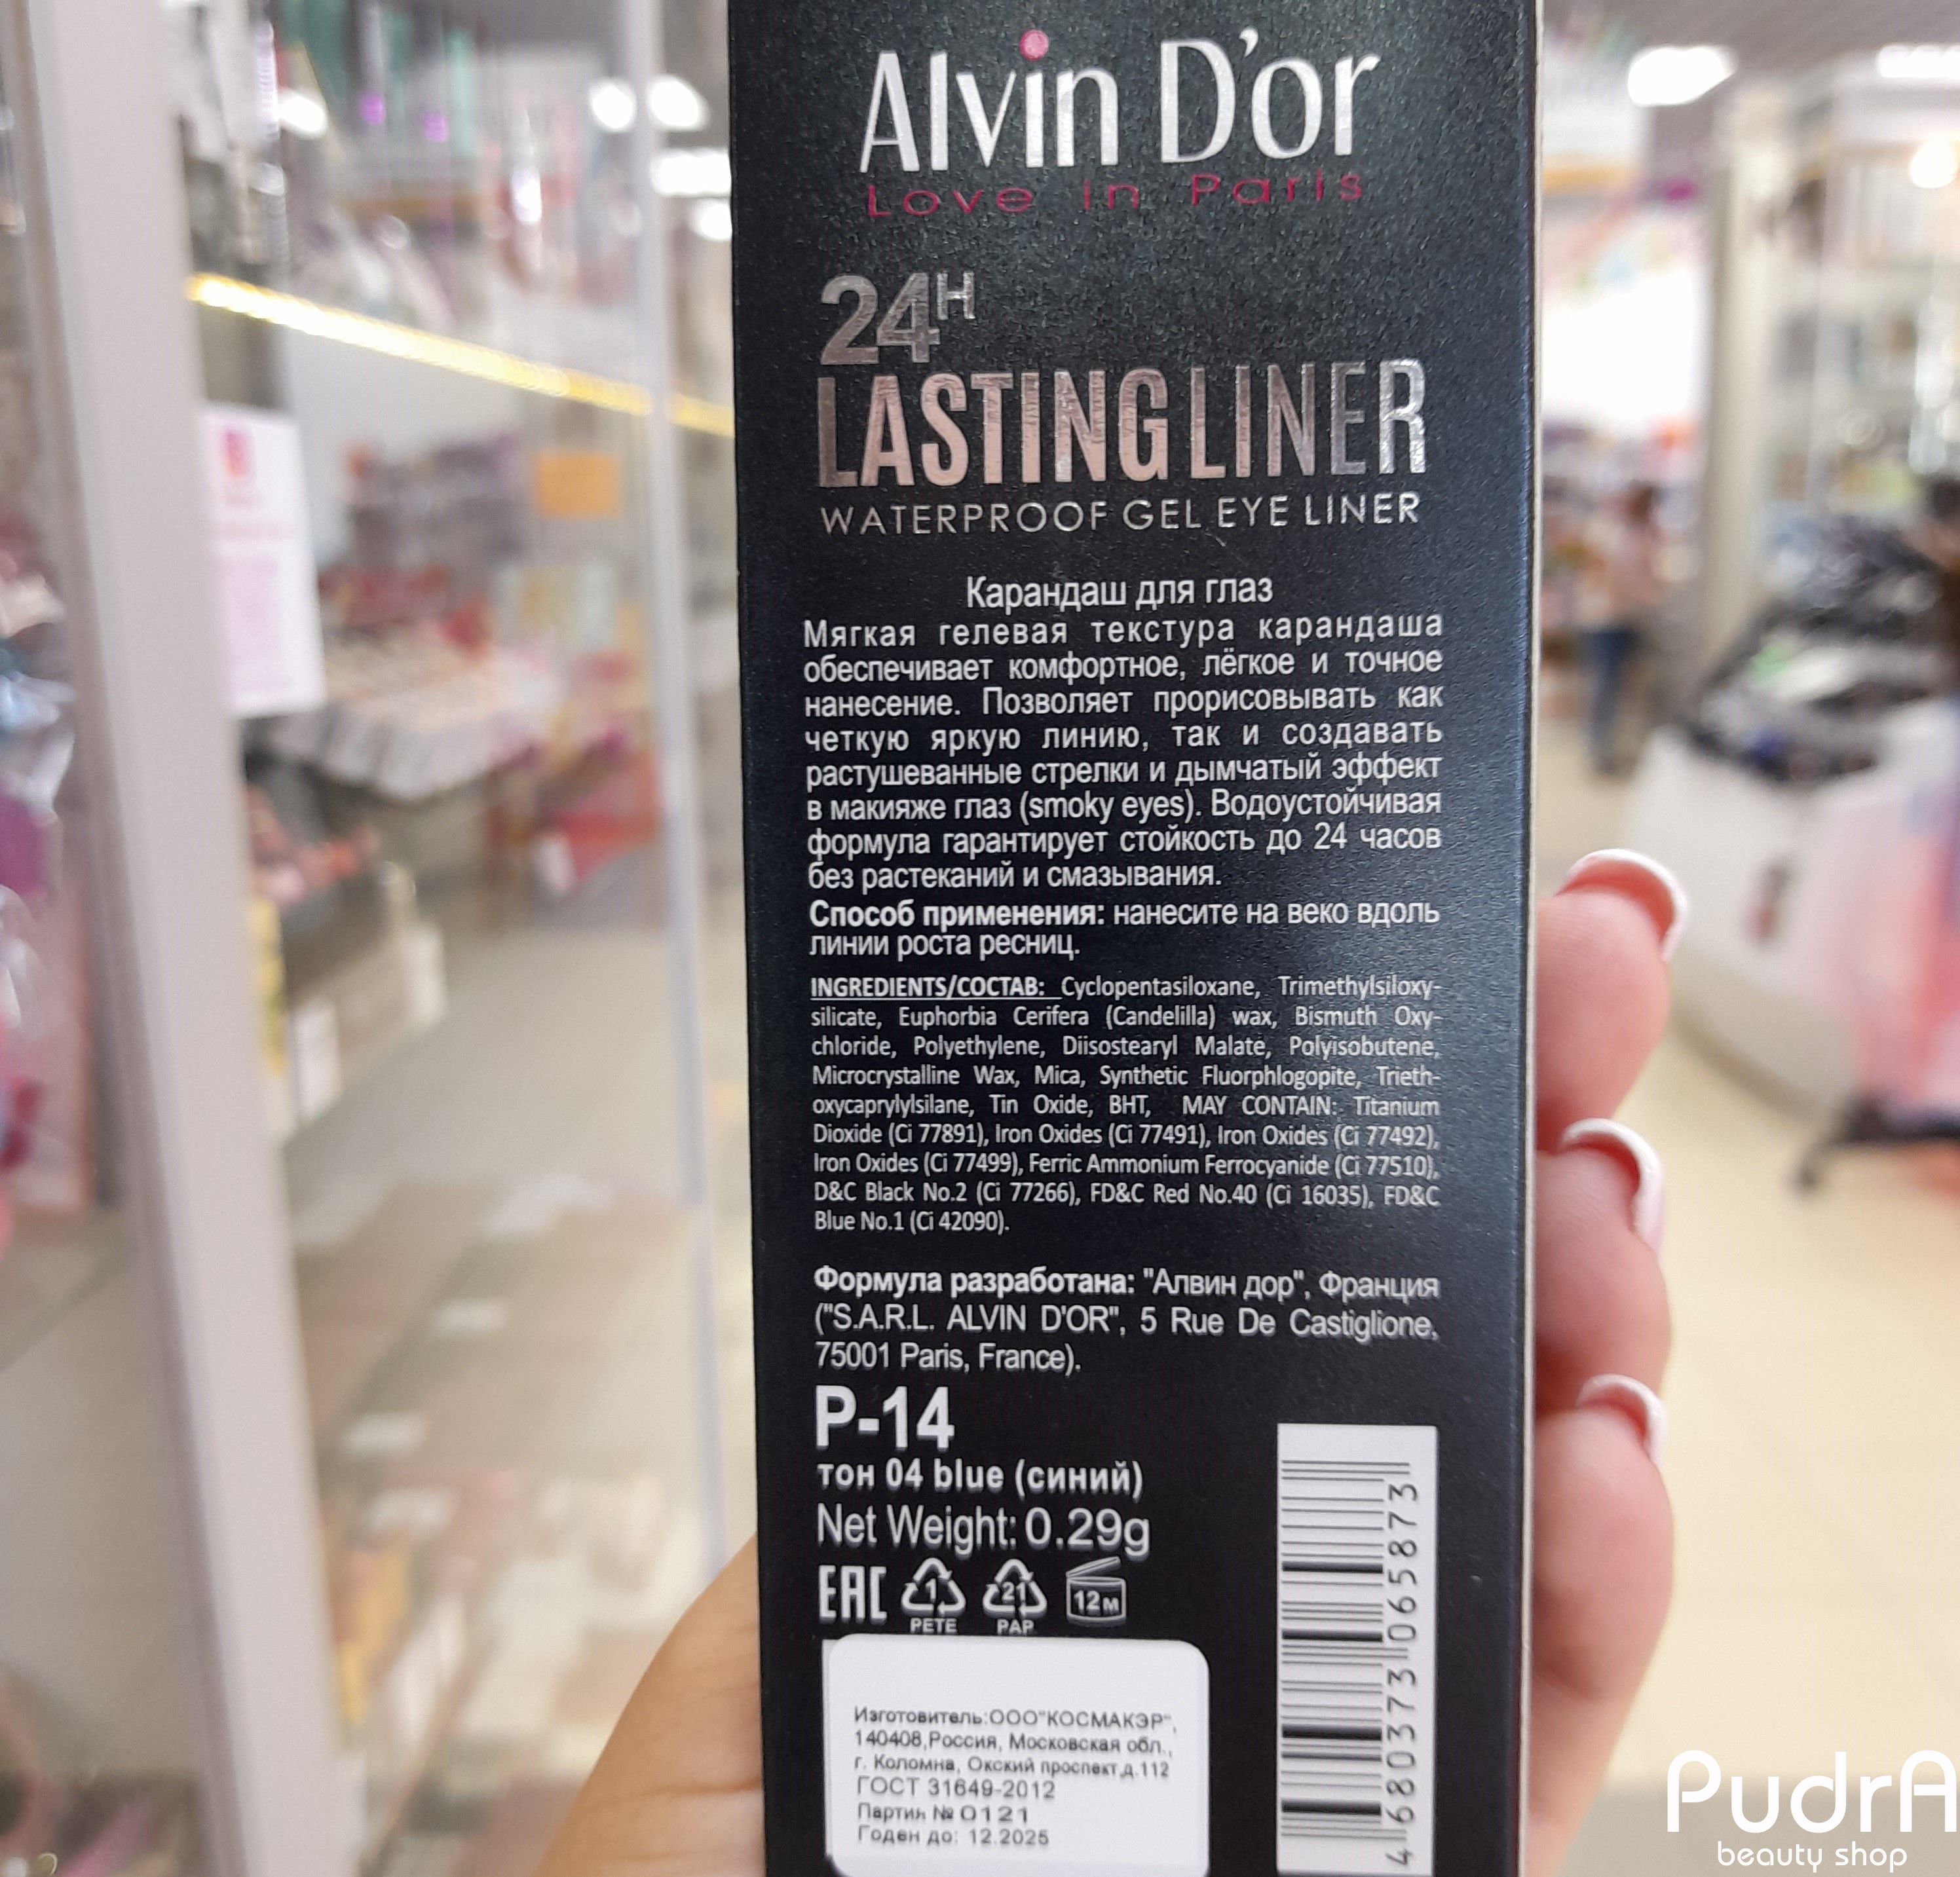 Alvin D'or
Love in Paris
24H
LASTING LINER
WATERPROOF GEL EYE LINER
Карандаш для глаз
Мягкая гелевая текстура карандаша
обеспечивает комфортное, лёгкое и точное
нанесение. Позволяет прорисовывать как
четкую яркую линию, так и создавать
растушеванные стрелки и дымчатый эффект
в макияже глаз (smoky eyes). Водоустойчивая
формула гарантирует стойкость до 24 часов
без растеканий и смазывания.
Способ применения: нанесите на веко вдоль
линии роста ресниц.
INGREDIENTS/СОСТАВ: Cyclopentasiloxane, Trimethylsiloxy-
silicate, Euphorbia Cerifera (Candelilla) wax, Bismuth Oxy-
chloride, Polyethylene, Diisostearyl Malate, Polyisobutene,
Microcrystalline Wax, Mica, Synthetic Fluorphlogopite, Trieth-
oxycaprylylsilane, Tin Oxide, BHT, MAY CONTAIN: Titanium
Dioxide (Ci 77891), Iron Oxides (Ci 77491), Iron Oxides (Ci 77492),
Iron Oxides (Ci 77499), Ferric Ammonium Ferrocyanide (Ci 77510),
D&C Black No.2 (Ci 77266), FD&C Red No.40 (Ci 16035), FD&C
Blue No.1 (Ci 42090).
Формула разработана: "Алвин дор", Франция
("S.A.R.L. ALVIN D'OR", 5 Rue De Castiglione,
75001 Paris, France).
P-14
тон 04 blue (синий)
Net Weight: 0.29g
EAC 1 PETE 21 PAP 12м
Изготовитель:ООО"КОСМАКЭР",
140408,Россия, Московская обл.,
г. Коломна, Окский проспект,д.112
ГОСТ 31649-2012
Партия № 0121
Годен до: 12.2025
4 680373 065873
PudrA
beauty shop